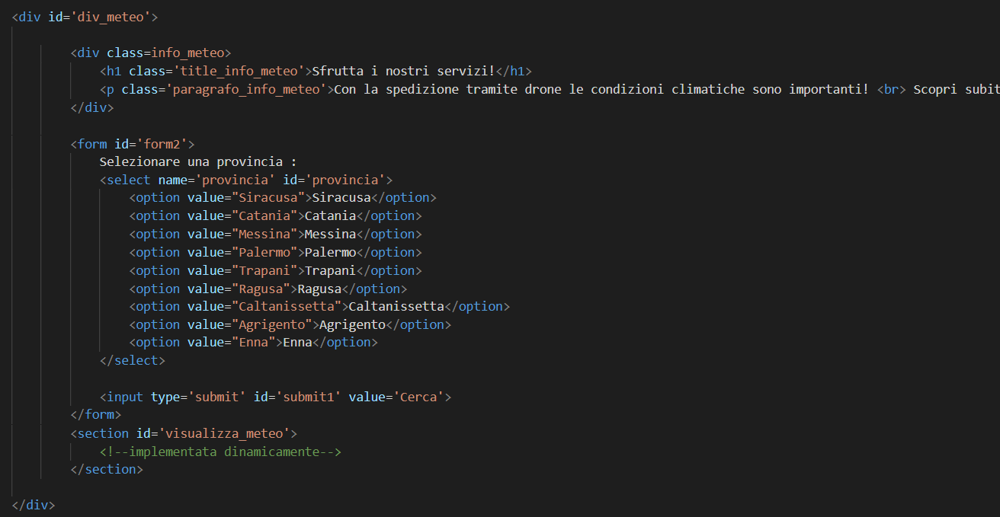 <div id='div_meteo'>
<div class=info_meteo>
<h1 class='title_info_meteo'>Sfrutta i nostri servizi!</h1>
<p class='paragrafo_info_meteo'>Con la spedizione tramite drone le condizioni climatiche sono importanti! <br> Scopri subit
</div>
<form id='form2'>
Selezionare una provincia :
<select name='provincia' id='provincia'>
<option value="Siracusa">Siracusa</option>
<option value="Catania">Catania</option>
<option value="Messina">Messina</option>
<option value="Palermo">Palermo</option>
<option value="Trapani">Trapani</option>
<option value="Ragusa">Ragusa</option>
<option value="Caltanissetta">Caltanissetta</option>
<option value="Agrigento">Agrigento</option>
<option value="Enna">Enna</option>
</select>
<input type='submit' id='submit1' value='Cerca'>
</form>
<section id='visualizza_meteo'>
<!--implementata dinamicamente-->
</section>
</div>